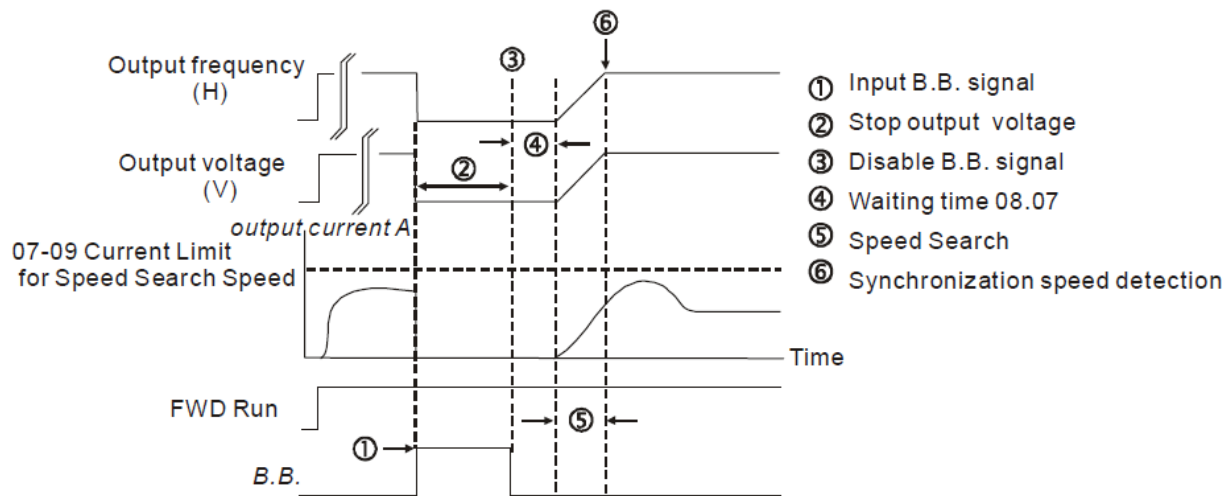 ⑥
Output frequency
(H)
③
① Input B.B. signal
② Stop output voltage
④
Output voltage
(V)
②
③ Disable B.B. signal
④ Waiting time 08.07
output current A
⑤ Speed Search
07-09 Current Limit
for Speed Search Speed
⑥ Synchronization speed detection
Time
FWD Run
⑤
①
B.B.